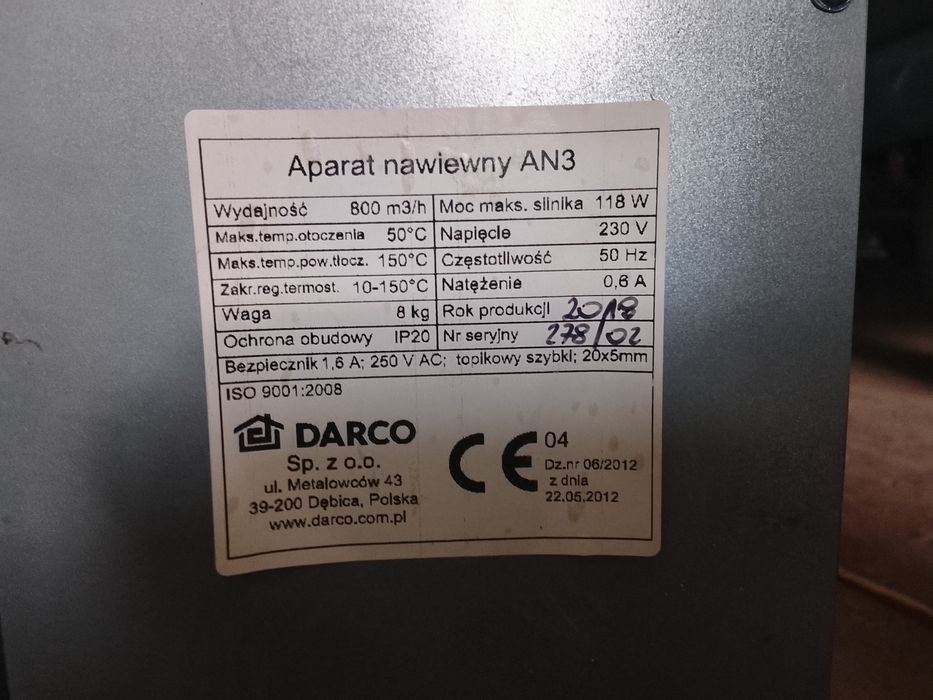 Aparat nawiewny AN3
Wydajność 800 m3/h Moc maks. silnika 118 W
Maks.temp.otoczenia 50°C Napięcie 230 V
Maks.temp.pow.tłocz. 150°C Częstotliwość 50 Hz
Zakr.reg.termost. 10-150°C Natężenie 0,6 A
Waga 8 kg Rok produkcji 2018
Ochrona obudowy IP20 Nr seryjny 278/02
Bezpiecznik 1,6 A; 250 V AC; topikowy szybki; 20x5mm
ISO 9001:2008
DARCO
Sp. z o.o.
ul. Metalowców 43
39-200 Dębica, Polska
www.darco.com.pl
CE 04
Dz.nr 06/2012
z dnia
22.05.2012